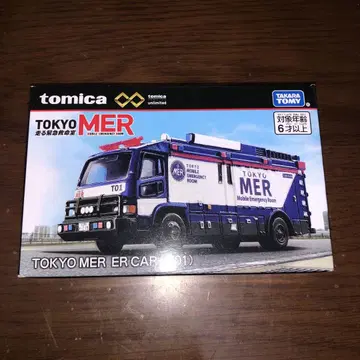 tomica
tomica
unlimited
TAKARA
TOMY
TOKYO MER
走る緊急救命室
MOBILE EMERGENCY ROOM
対象年齢
6才以上
TOKYO
MER
Mobile Emergency Room
TOKYO
MOBILE
EMERGENCY
ROOM
MER
T01
TOKYO MER ER CAR (T01)